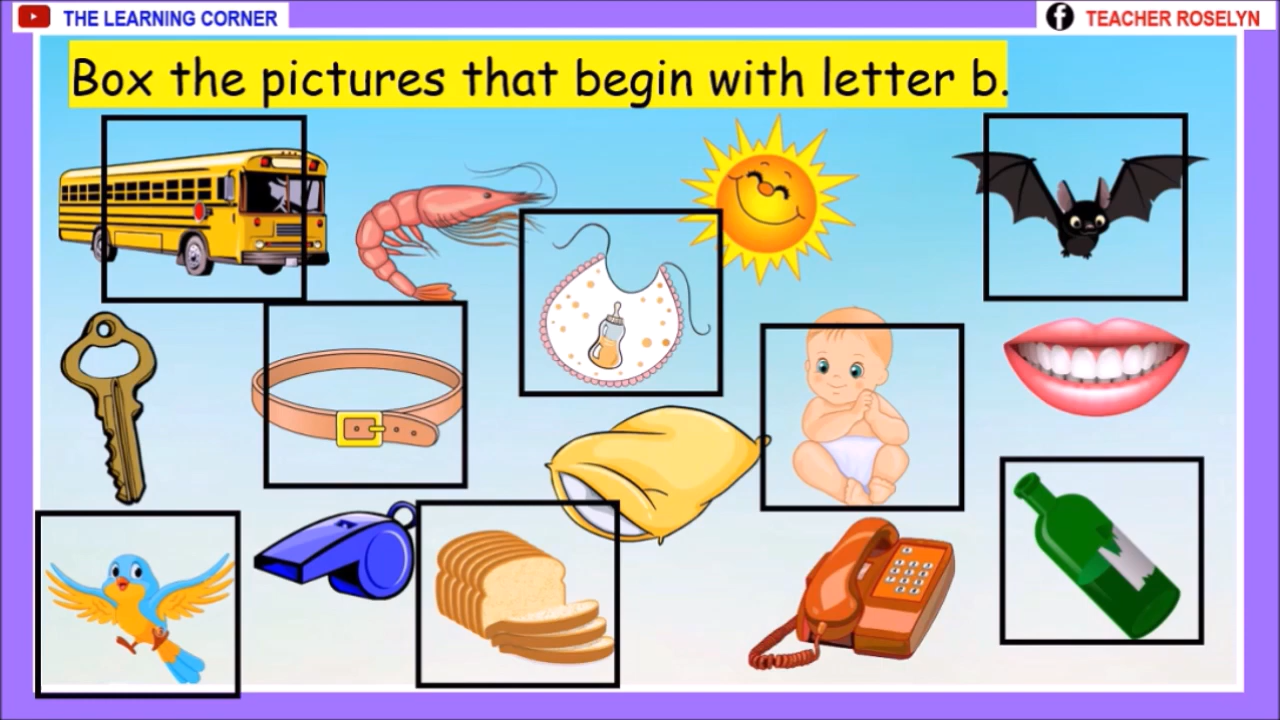 THE LEARNING CORNER
TEACHER ROSELYN
Box the pictures that begin with letter b.